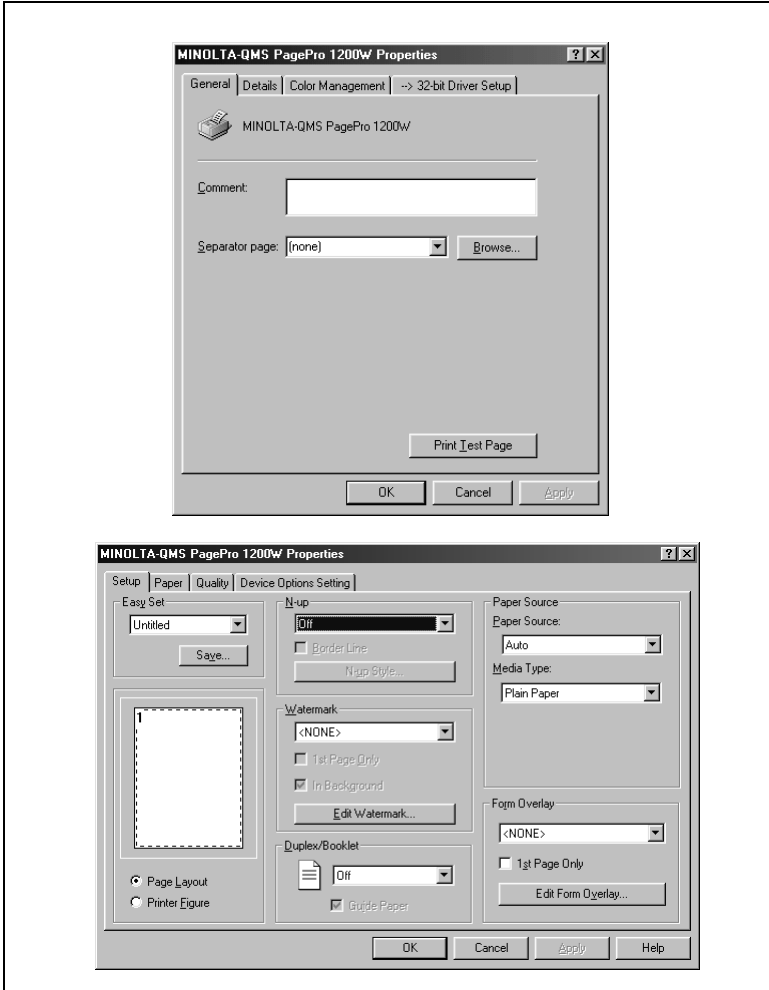 MINOLTA-QMS PagePro 1200W Properties
General Details Color Management --> 32-bit Driver Setup
MINOLTA-QMS PagePro 1200W
Comment:
Separator page: (none) Browse...
Print Test Page
OK Cancel Apply
MINOLTA-QMS PagePro 1200W Properties
Setup Paper Quality Device Options Setting
Easy Set
Untitled
Save...
1
Page Layout
Printer Figure
N-up
Off
Border Line
N-up Style...
Watermark
<NONE>
1st Page Only
In Background
Edit Watermark...
Duplex/Booklet
Off
Guide Paper
Paper Source
Paper Source:
Auto
Media Type:
Plain Paper
Form Overlay
<NONE>
1st Page Only
Edit Form Overlay...
OK Cancel Apply Help